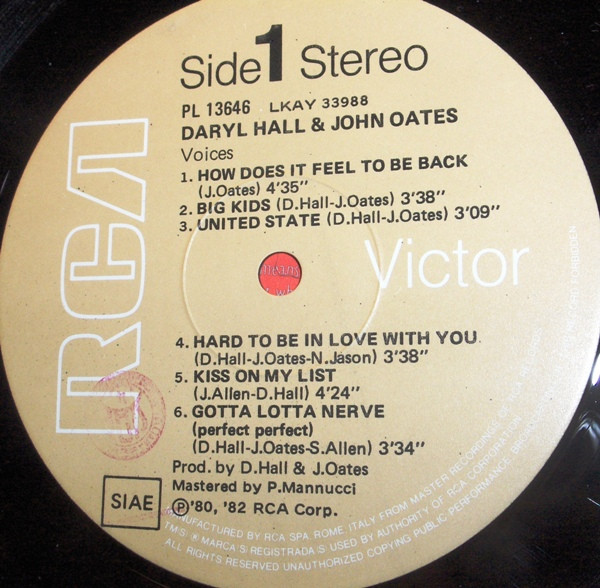 Side 1 Stereo
PL 13646 LKAY 33988
DARYL HALL & JOHN OATES
Voices
1. HOW DOES IT FEEL TO BE BACK
(J.Oates) 4'35"
2. BIG KIDS (D.Hall-J.Oates) 3'38"
3. UNITED STATE (D.Hall-J.Oates) 3'09"
RCA
Victor
means
4. HARD TO BE IN LOVE WITH YOU
(D.Hall-J.Oates-N.Jason) 3'38"
5. KISS ON MY LIST
(J.Allen-D.Hall) 4'24"
6. GOTTA LOTTA NERVE
(perfect perfect)
(D.Hall-J.Oates-S.Allen) 3'34"
Prod. by D.Hall & J.Oates
Mastered by P.Mannucci
SIAE
℗'80, '82 RCA Corp.
MANUFACTURED BY RCA SPA, ROME, ITALY FROM MASTER RECORDINGS OF RCA RECORDS
TM(S) ® MARCA(S) REGISTRADA(S) USED BY AUTHORITY OF RCA CORPORATION
ALL RIGHTS RESERVED UNAUTHORIZED COPYING PUBLIC PERFORMANCE, FORBIDDEN